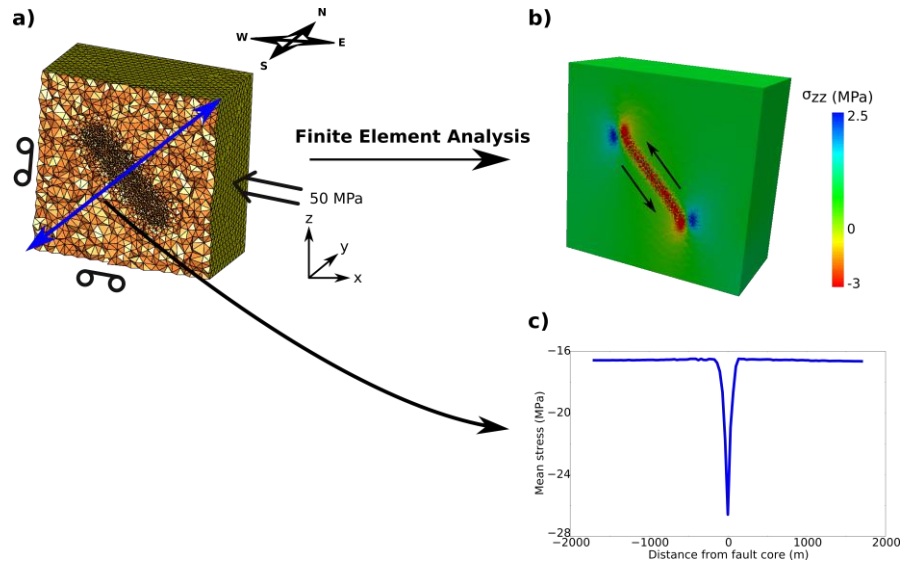 a)
N
W
E
S
50 MPa
z
y
x
Finite Element Analysis
b)
σzz (MPa)
2.5
0
-3
c)
Mean stress (MPa)
−16
−20
−24
−28
−2000
−1000
0
1000
2000
Distance from fault core (m)